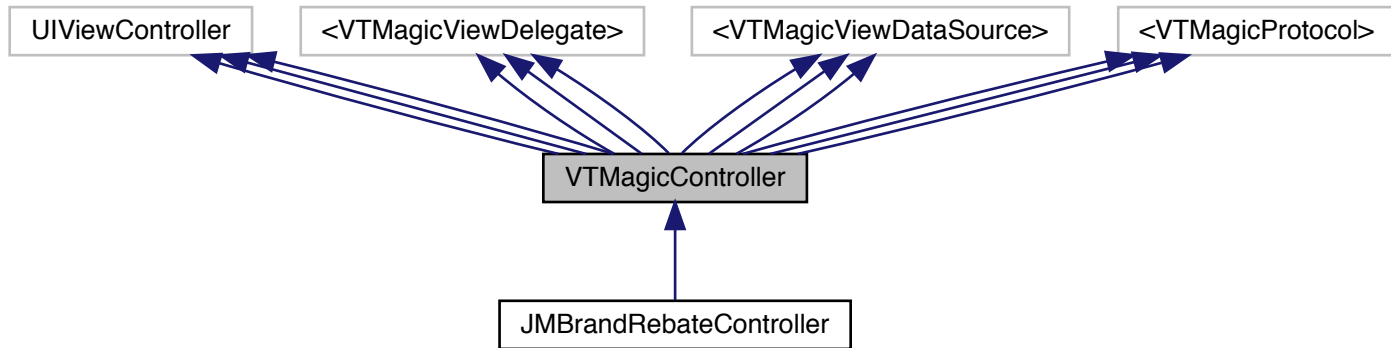 UIViewController
<VTMagicViewDelegate>
<VTMagicViewDataSource>
<VTMagicProtocol>
VTMagicController
JMBrandRebateController